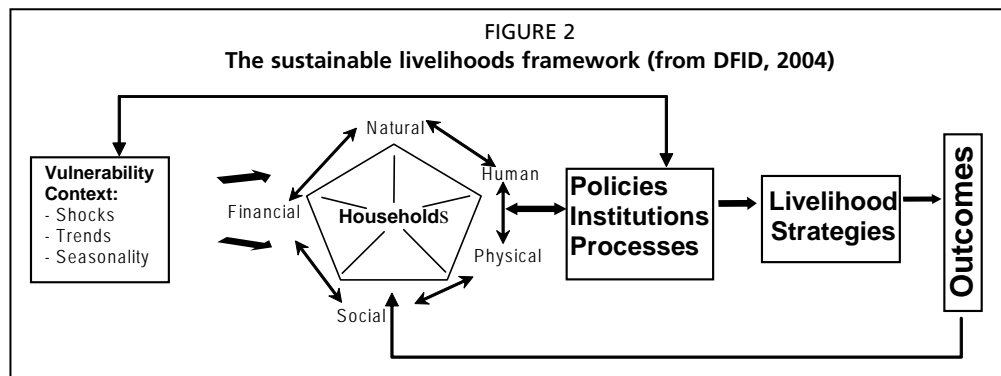 FIGURE 2
The sustainable livelihoods framework (from DFID, 2004)
Vulnerability
Context:
- Shocks
- Trends
- Seasonality
Natural
Human
Financial
Households
Physical
Social
Policies
Institutions
Processes
Livelihood
Strategies
Outcomes